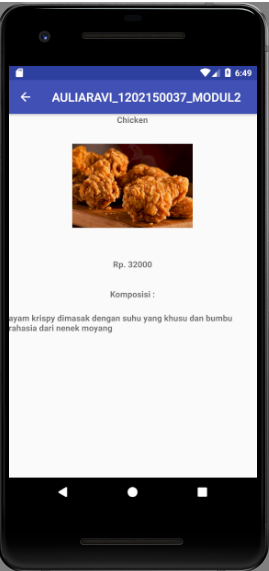 6:49
AULIARAVI_1202150037_MODUL2
Chicken
Rp. 32000
Komposisi :
ayam krispy dimasak dengan suhu yang khusu dan bumbu
rahasia dari nenek moyang